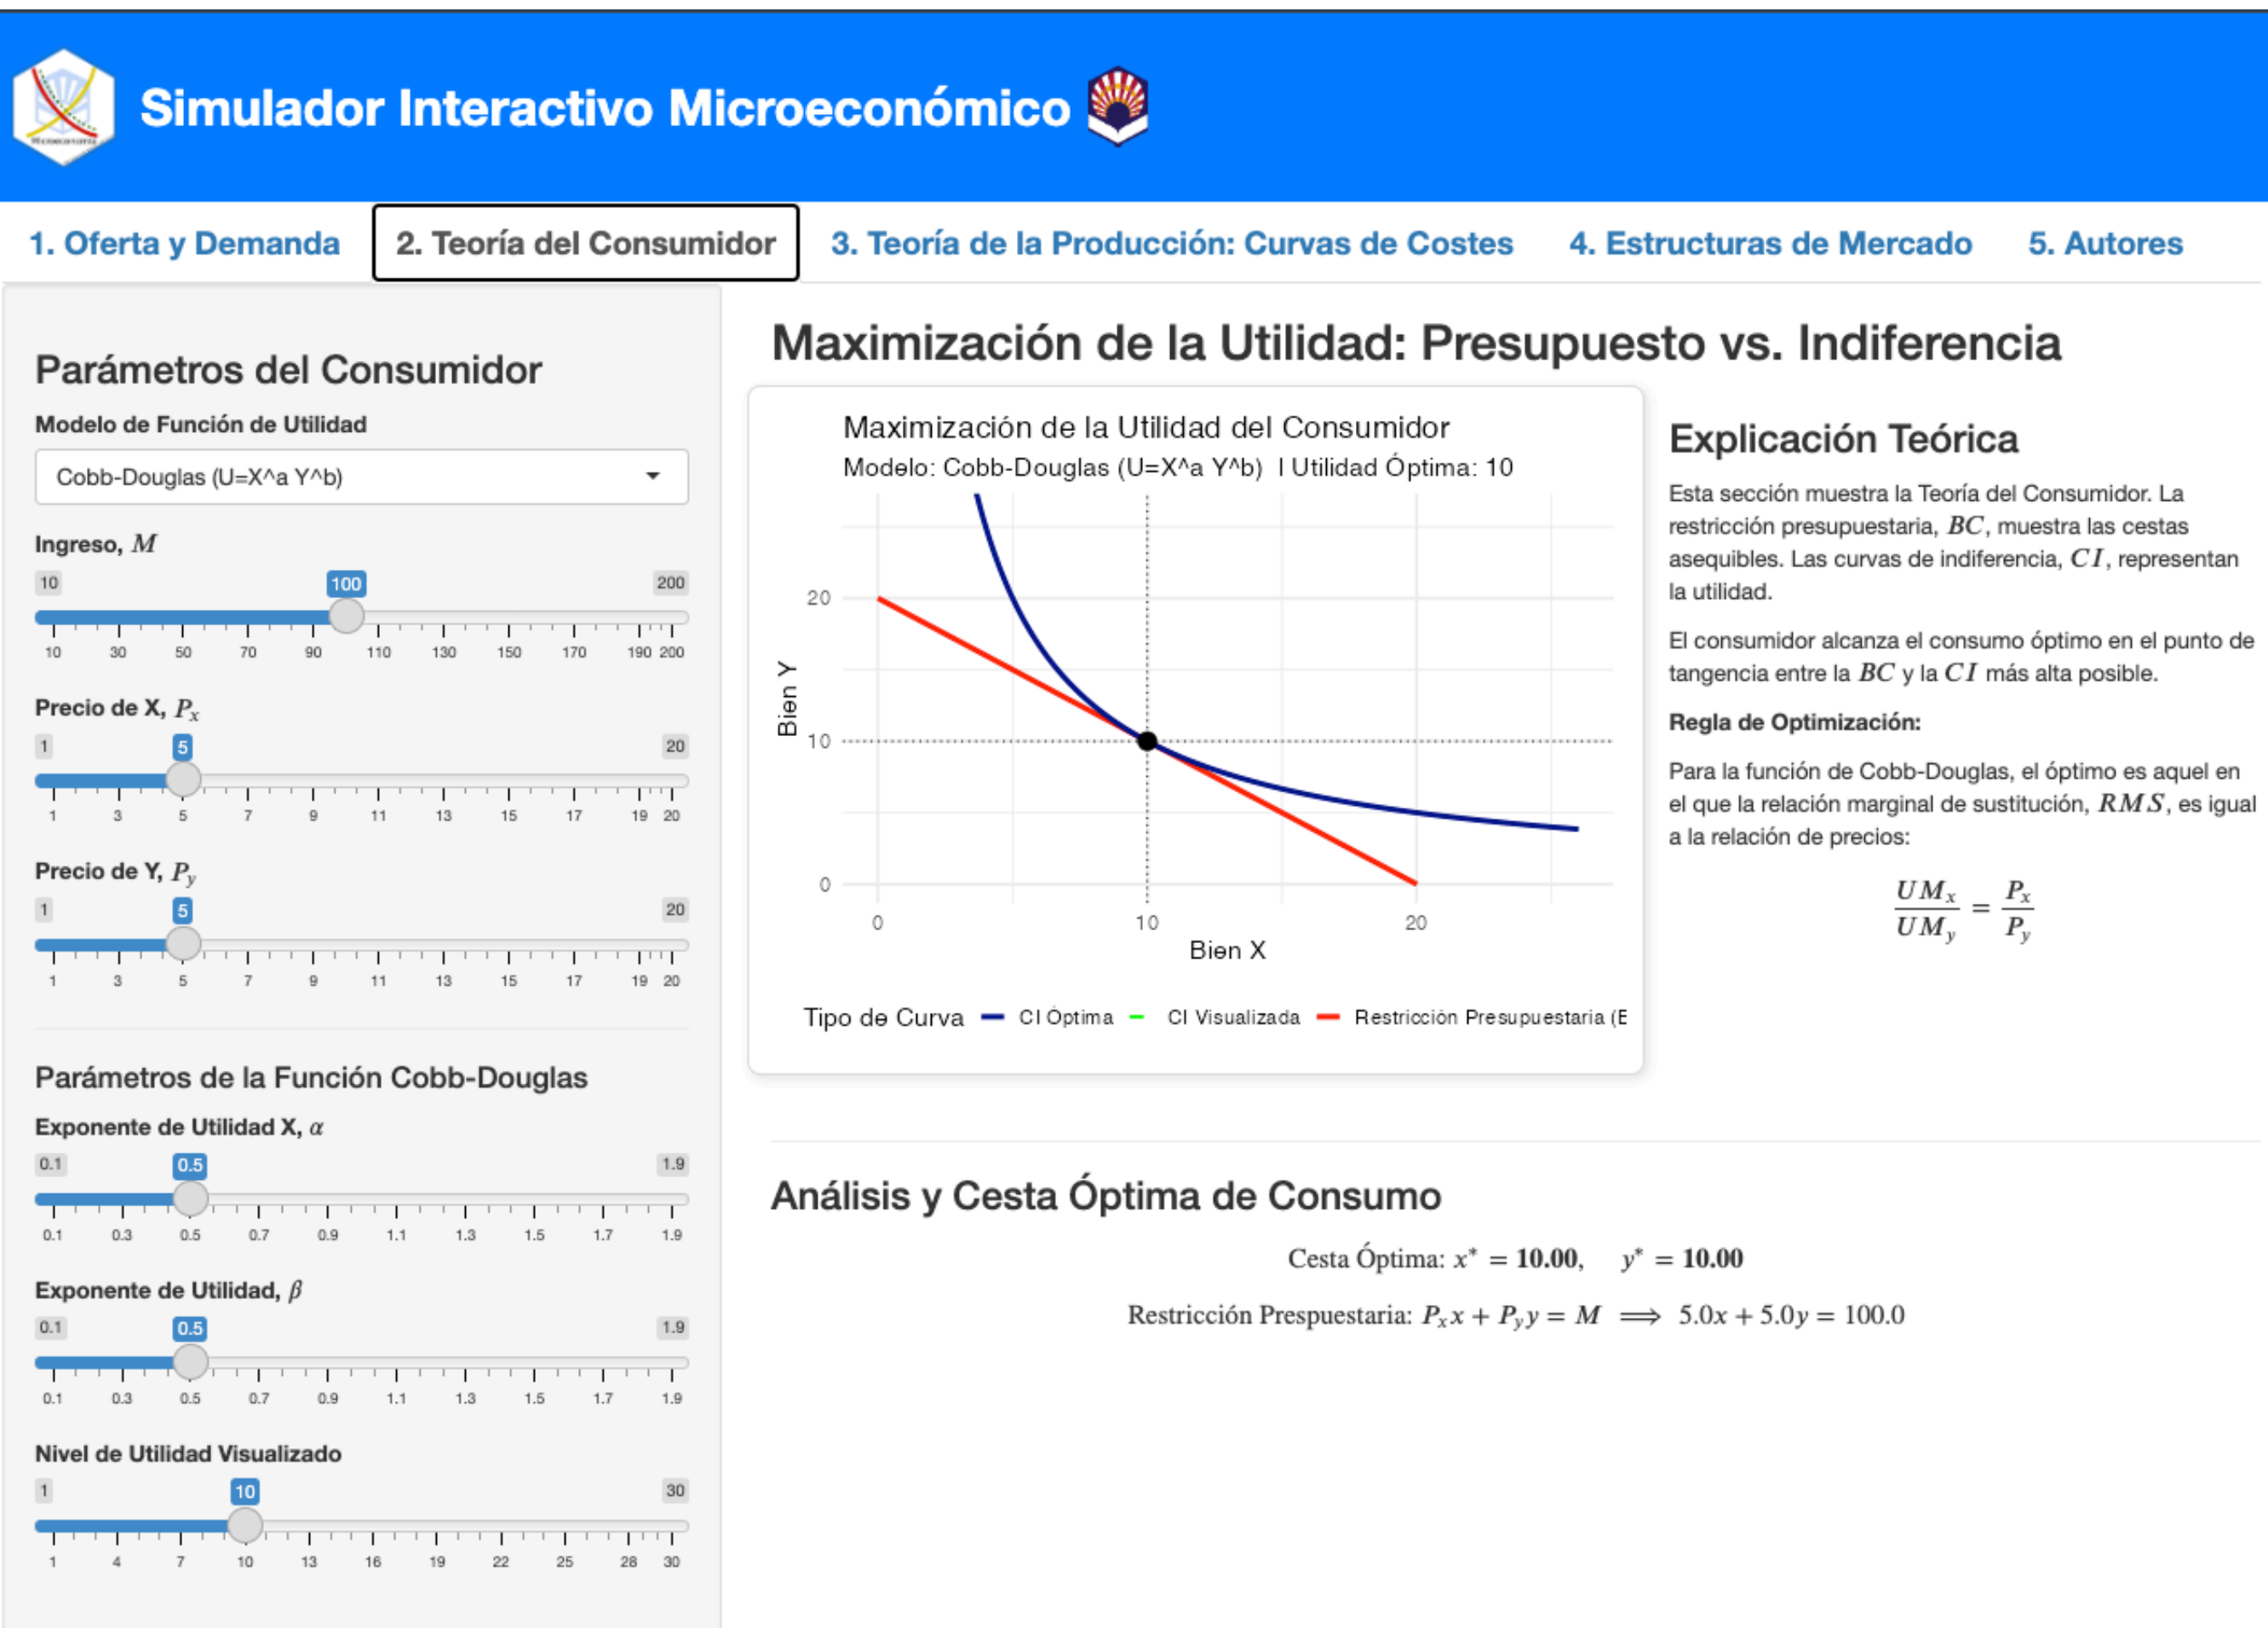 Simulador Interactivo Microeconómico
1. Oferta y Demanda
2. Teoría del Consumidor
3. Teoría de la Producción: Curvas de Costes
4. Estructuras de Mercado
5. Autores
Parámetros del Consumidor
Modelo de Función de Utilidad
Cobb-Douglas (U=X^a Y^b)
Ingreso, M
10 100 200
10 30 50 70 90 110 130 150 170 190 200
Precio de X, Pₓ
1 5 20
1 3 5 7 9 11 13 15 17 19 20
Precio de Y, P_y
1 5 20
1 3 5 7 9 11 13 15 17 19 20
Parámetros de la Función Cobb-Douglas
Exponente de Utilidad X, α
0.1 0.5 1.9
0.1 0.3 0.5 0.7 0.9 1.1 1.3 1.5 1.7 1.9
Exponente de Utilidad, β
0.1 0.5 1.9
0.1 0.3 0.5 0.7 0.9 1.1 1.3 1.5 1.7 1.9
Nivel de Utilidad Visualizado
1 10 30
1 4 7 10 13 16 19 22 25 28 30
Maximización de la Utilidad: Presupuesto vs. Indiferencia
Maximización de la Utilidad del Consumidor
Modelo: Cobb-Douglas (U=X^a Y^b) | Utilidad Óptima: 10
20
10
0
Bien Y
0 10 20
Bien X
Tipo de Curva CI Óptima CI Visualizada Restricción Presupuestaria (E
Explicación Teórica
Esta sección muestra la Teoría del Consumidor. La
restricción presupuestaria, BC, muestra las cestas
asequibles. Las curvas de indiferencia, CI, representan
la utilidad.
El consumidor alcanza el consumo óptimo en el punto de
tangencia entre la BC y la CI más alta posible.
Regla de Optimización:
Para la función de Cobb-Douglas, el óptimo es aquel en
el que la relación marginal de sustitución, RMS, es igual
a la relación de precios:
UMₓ / UM_y = Pₓ / P_y
Análisis y Cesta Óptima de Consumo
Cesta Óptima: x* = 10.00, y* = 10.00
Restricción Prespuestaria: Pₓx + P_y y = M ⟹ 5.0x + 5.0y = 100.0